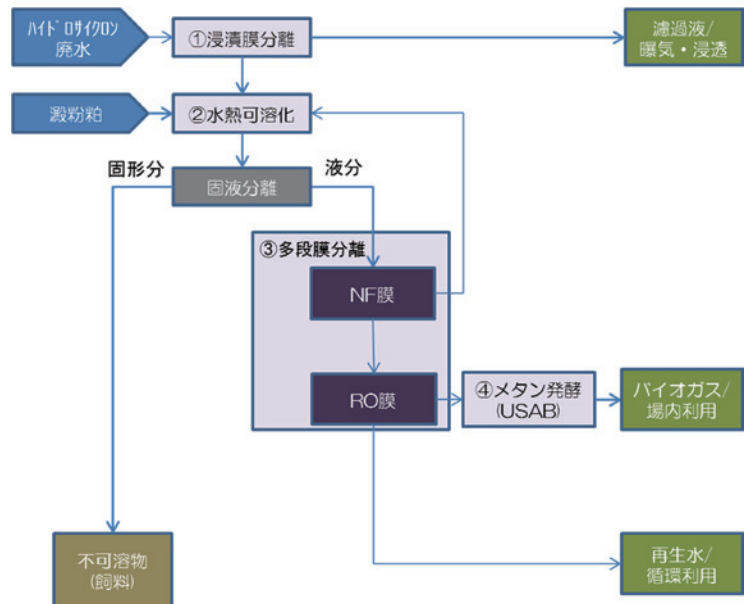 ﾊｲﾄﾞﾛｻｲｸﾛﾝ
廃水
①浸漬膜分離
濾過液/
曝気・浸透
澱粉粕
②水熱可溶化
固形分
液分
固液分離
③多段膜分離
NF膜
RO膜
④メタン発酵
(USAB)
バイオガス/
場内利用
不可溶物
(飼料)
再生水/
循環利用